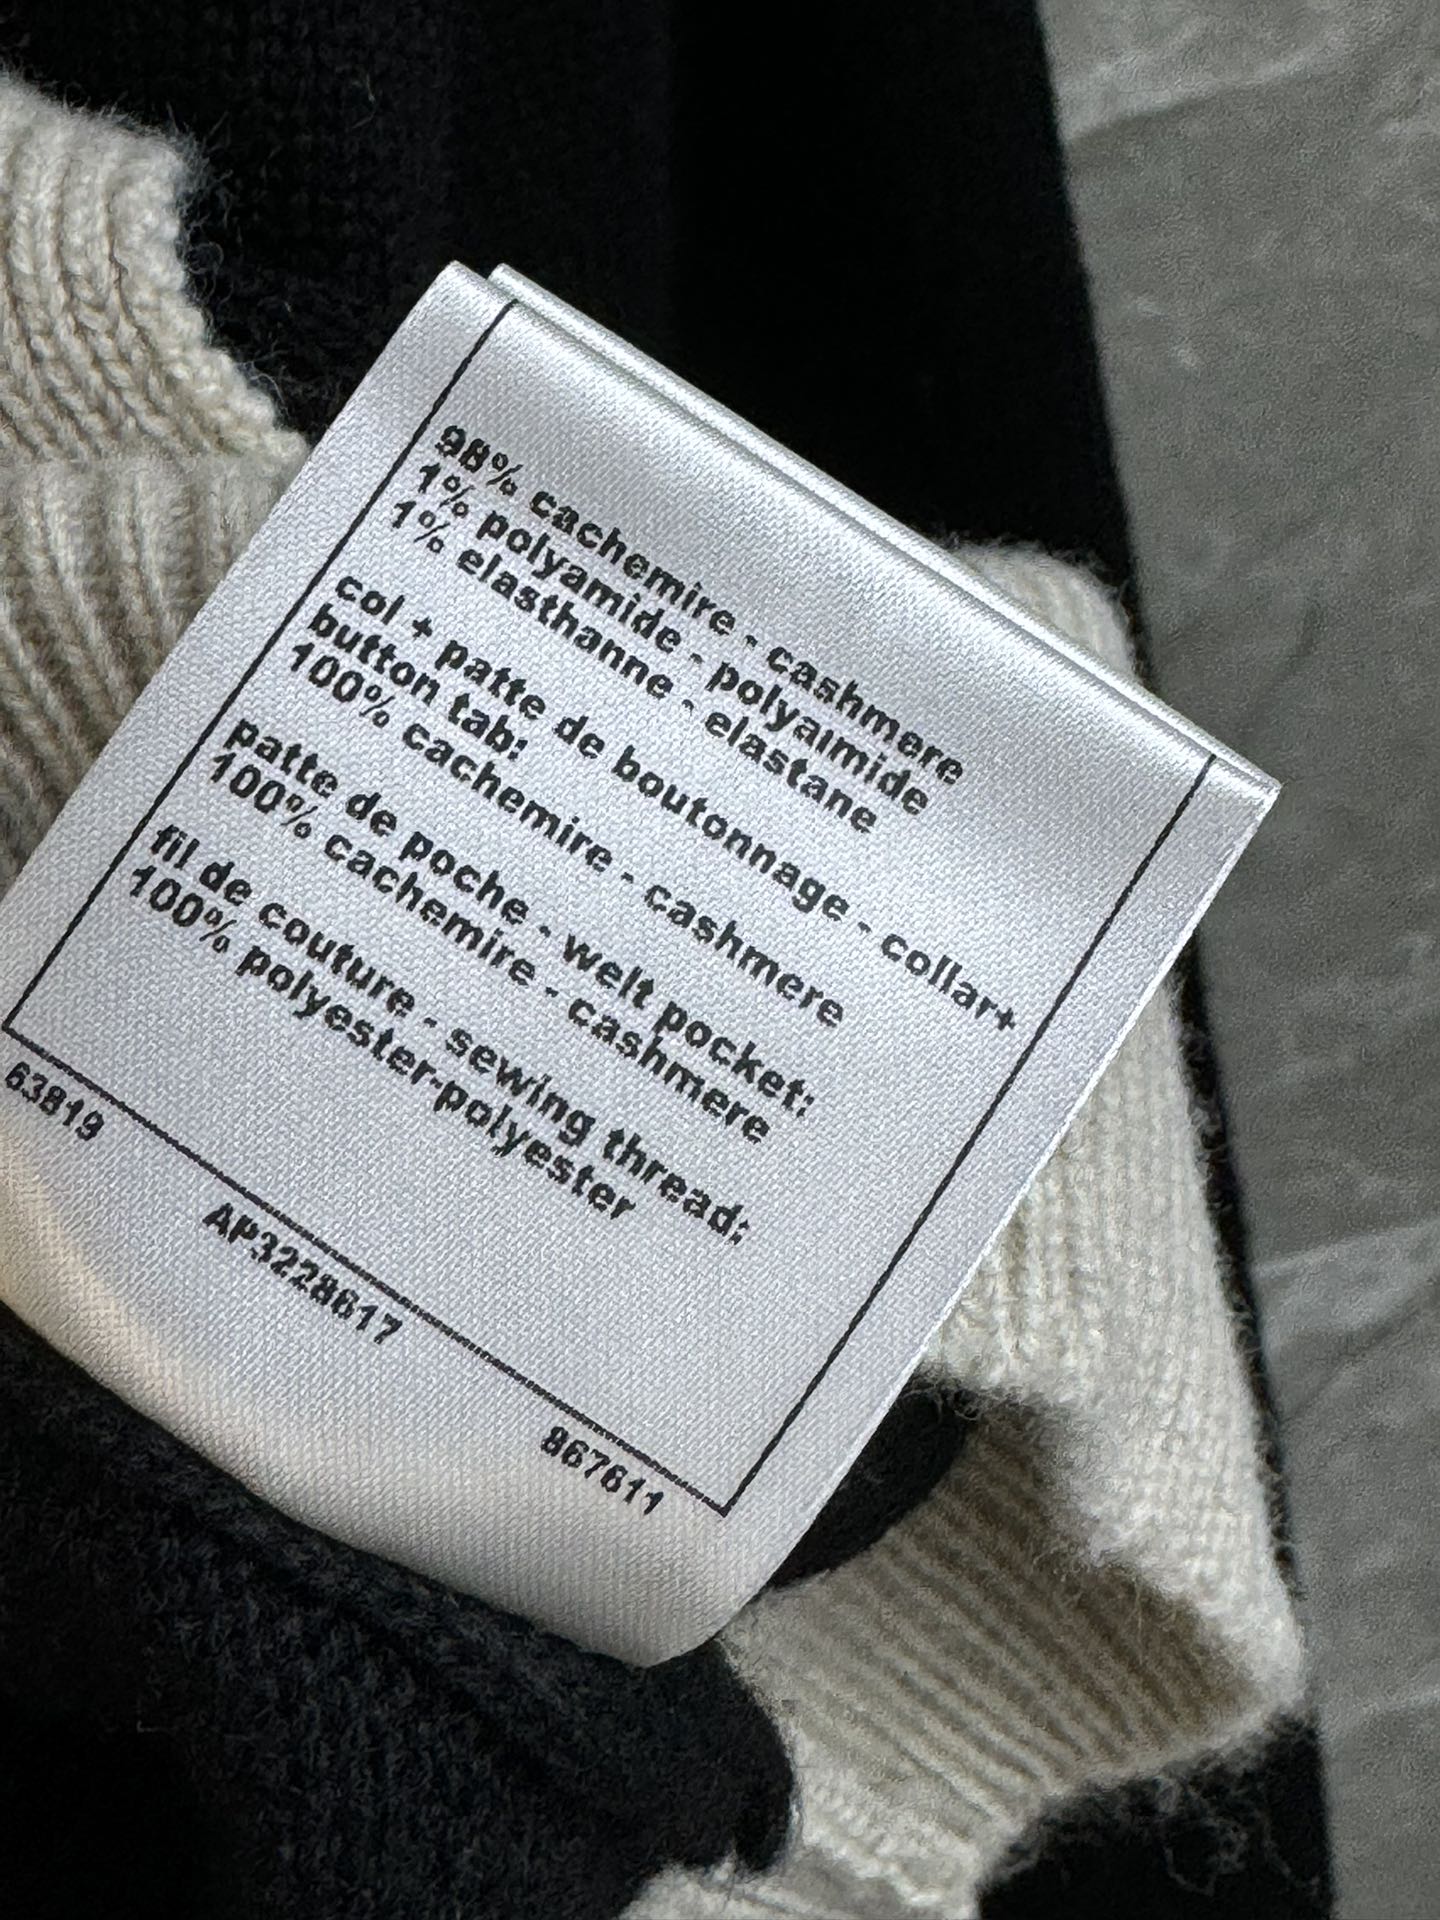 98% cachemire - cashmere
1% polyamide - polyaimide
1% elasthanne - elastane
col + patte de boutonnage - collar+
button tab:
100% cachemire - cashmere
patte de poche - welt pocket:
100% cachemire - cashmere
fil de couture - sewing thread:
100% polyester-polyester
63819 AP3228617 867611